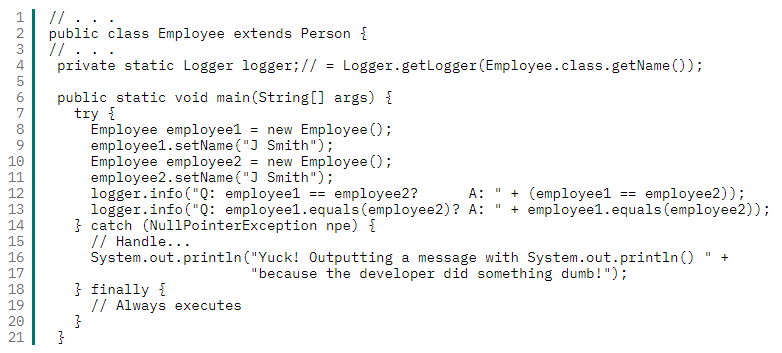 1 // . . .
2 public class Employee extends Person {
3 // . . .
4  private static Logger logger;// = Logger.getLogger(Employee.class.getName());
5
6  public static void main(String[] args) {
7    try {
8      Employee employee1 = new Employee();
9      employee1.setName("J Smith");
10      Employee employee2 = new Employee();
11      employee2.setName("J Smith");
12      logger.info("Q: employee1 == employee2?      A: " + (employee1 == employee2));
13      logger.info("Q: employee1.equals(employee2)? A: " + employee1.equals(employee2));
14    } catch (NullPointerException npe) {
15      // Handle...
16      System.out.println("Yuck! Outputting a message with System.out.println() " +
17                         "because the developer did something dumb!");
18    } finally {
19      // Always executes
20    }
21  }